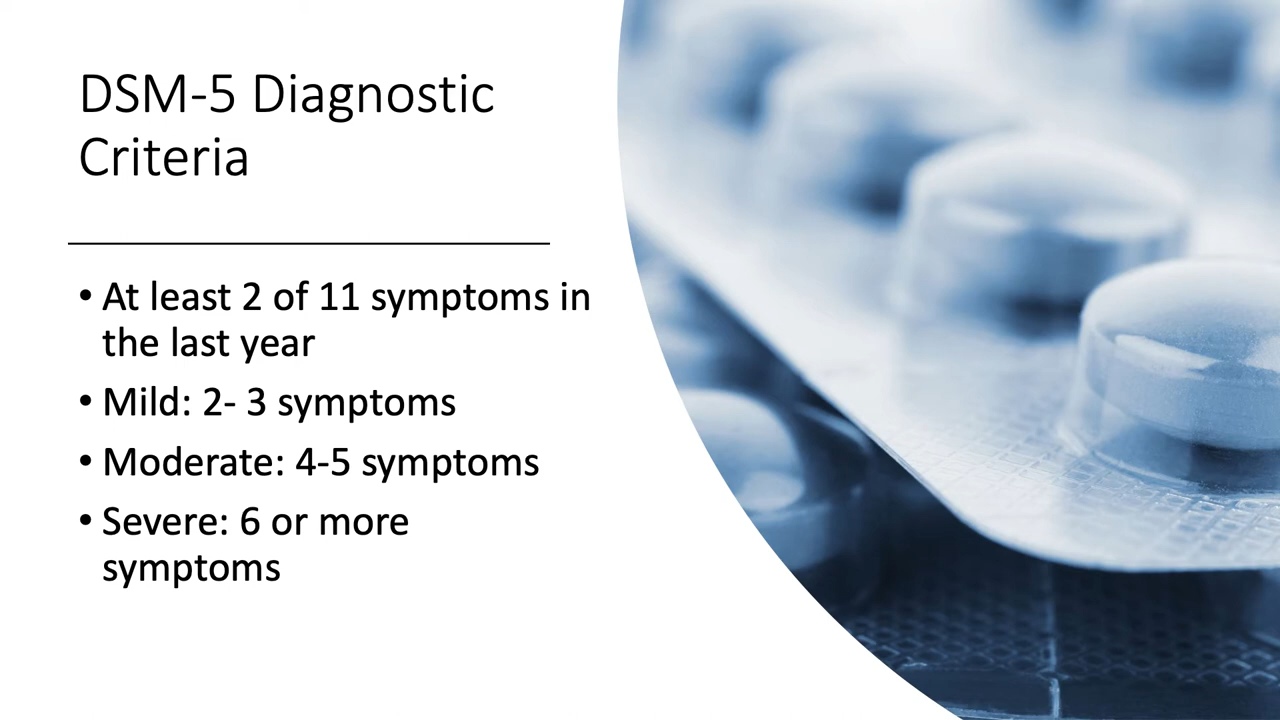 DSM-5 Diagnostic
Criteria
• At least 2 of 11 symptoms in
the last year
• Mild: 2- 3 symptoms
• Moderate: 4-5 symptoms
• Severe: 6 or more
symptoms